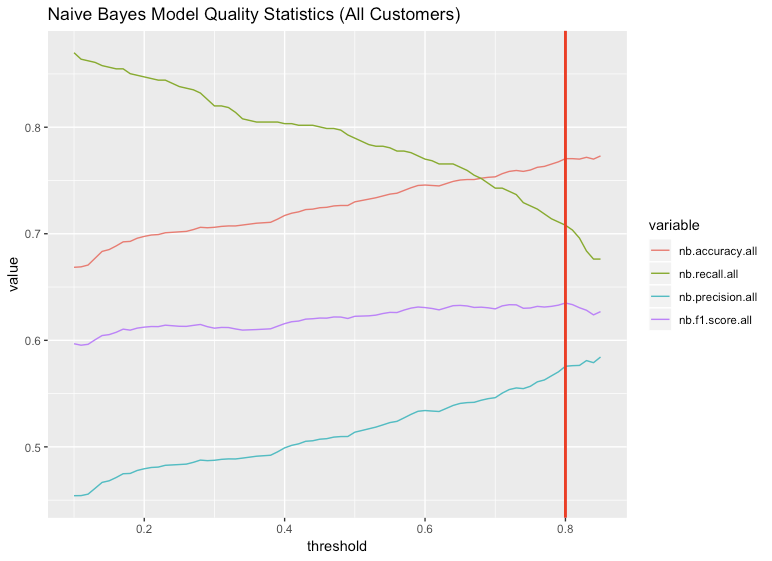 Naive Bayes Model Quality Statistics (All Customers)
value
0.8
0.7
0.6
0.5
0.2
0.4
0.6
0.8
threshold
variable
nb.accuracy.all
nb.recall.all
nb.precision.all
nb.f1.score.all